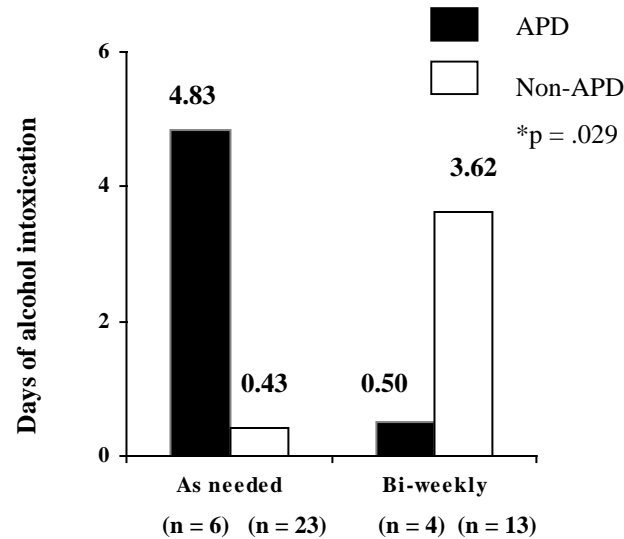 APD
Non-APD
*p = .029
6
4
2
0
Days of alcohol intoxication
4.83
0.43
0.50
3.62
As needed
Bi-weekly
(n = 6) (n = 23) (n = 4) (n = 13)